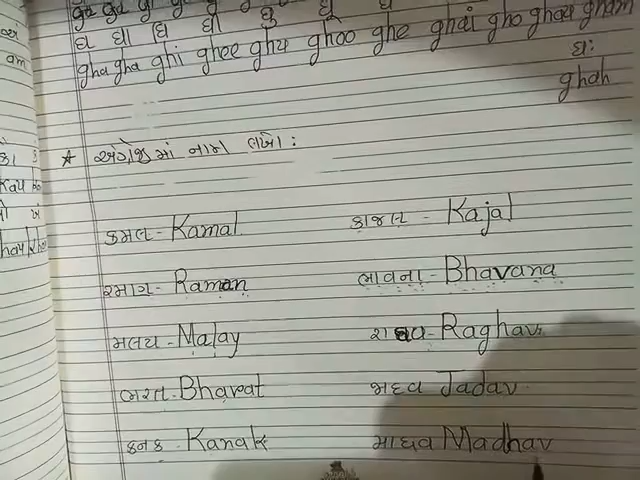 ઘ ઘા ઘિ ઘી ઘુ ઘૂ
gha gha ghi ghee ghu ghoo ghe ghai gho ghau gham
ઘઃ
ghah
★ અંગ્રેજીમાં નામ લખો :
કમલ - Kamal કાજલ - Kajal
રમણ - Raman ભાવના - Bhavana
મલય - Malay રાઘવ - Raghav
ભરત - Bharat Jadav
કનક - Kanak માધવ Madhav